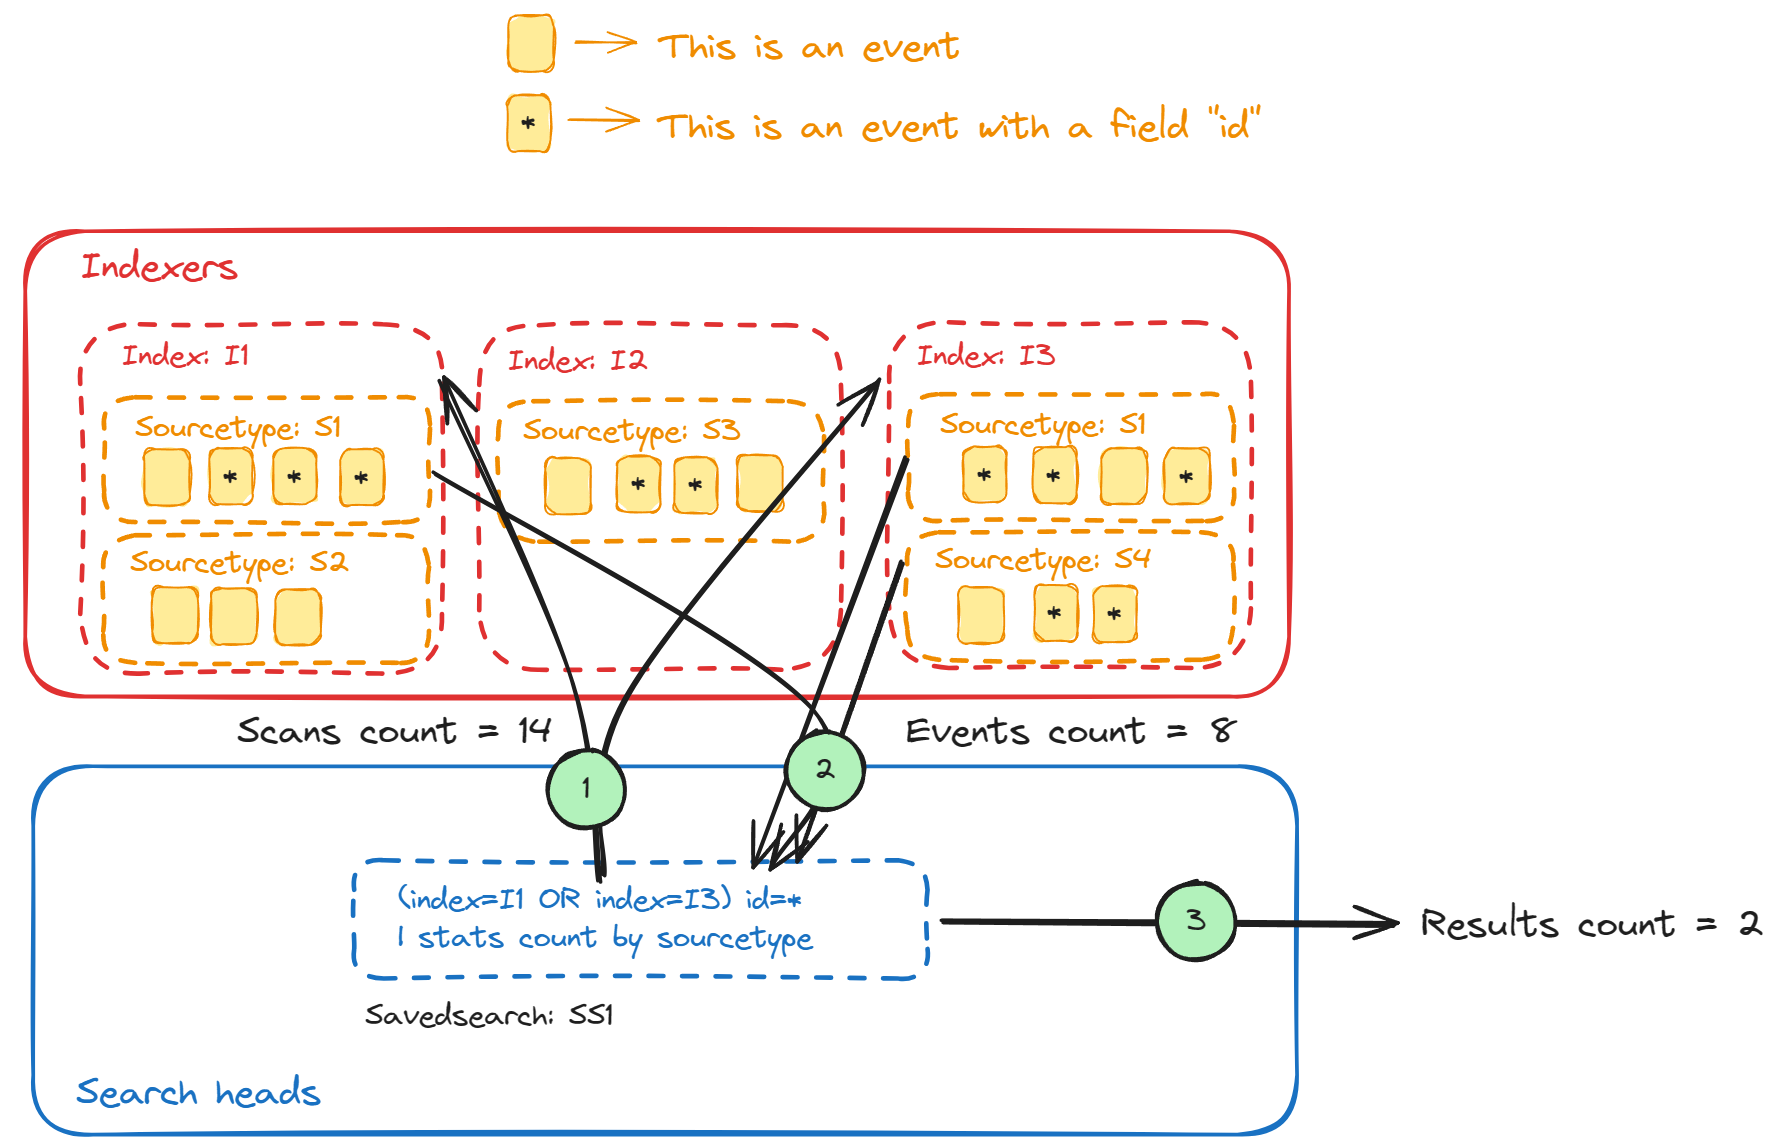 This is an event
* This is an event with a field "id"
Indexers
Index: I1
Sourcetype: S1
* * *
Sourcetype: S2
Index: I2
Sourcetype: S3
* *
Index: I3
Sourcetype: S1
* * *
Sourcetype: S4
* *
Scans count = 14
Events count = 8
1
2
(index=I1 OR index=I3) id=*
| stats count by sourcetype
3
Results count = 2
Savedsearch: SS1
Search heads